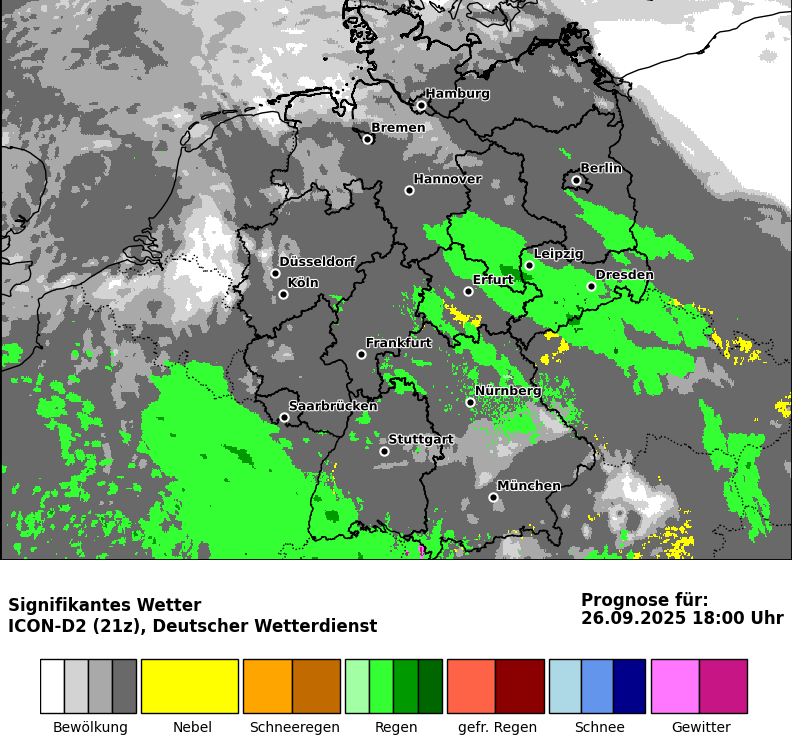 Hamburg
Bremen
Berlin
Hannover
Leipzig
Düsseldorf
Dresden
Köln
Erfurt
Frankfurt
Nürnberg
Saarbrücken
Stuttgart
München
Signifikantes Wetter
ICON-D2 (21z), Deutscher Wetterdienst
Prognose für:
26.09.2025 18:00 Uhr
Bewölkung Nebel Schneeregen Regen gefr. Regen Schnee Gewitter